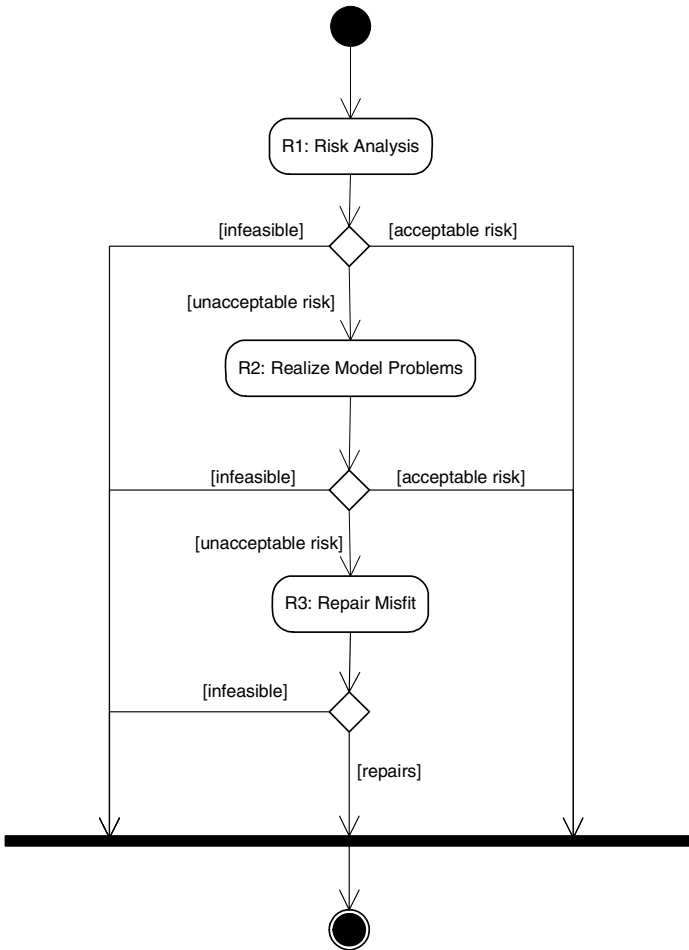 R1: Risk Analysis
[infeasible]
[acceptable risk]
[unacceptable risk]
R2: Realize Model Problems
[infeasible]
[acceptable risk]
[unacceptable risk]
R3: Repair Misfit
[infeasible]
[repairs]